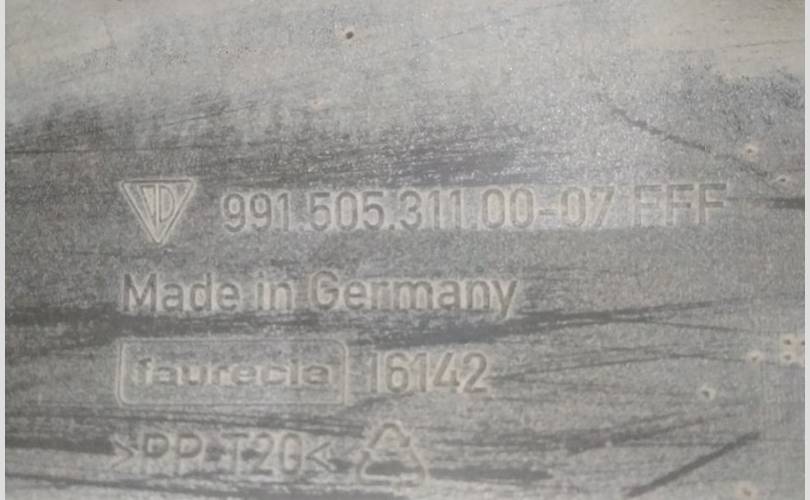 991.505.311.00-07 FFF
Made in Germany
faurecia 16142
>PP-T20<